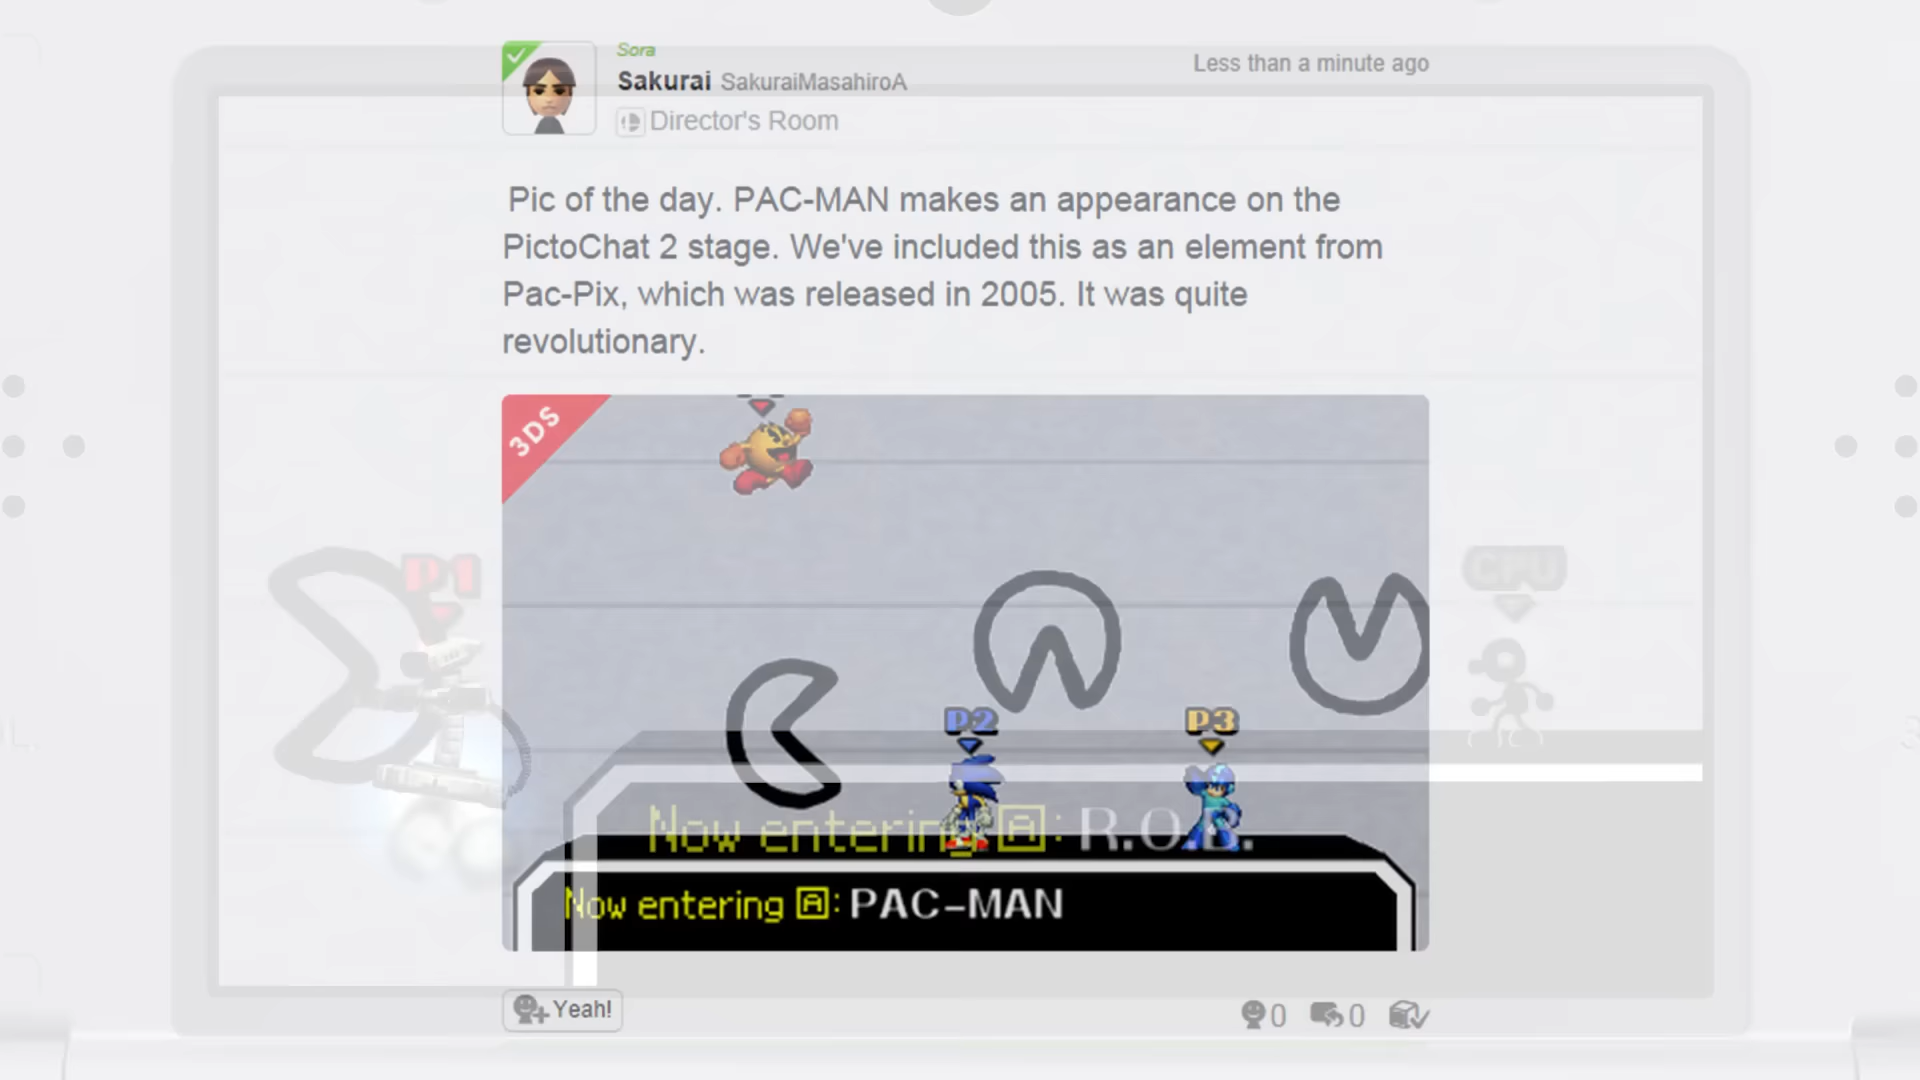 Sora
Sakurai SakuraiMasahiroA
Less than a minute ago
Director's Room
Pic of the day. PAC-MAN makes an appearance on the
PictoChat 2 stage. We've included this as an element from
Pac-Pix, which was released in 2005. It was quite
revolutionary.
3DS
P1
CPU
P2
P3
Now entering A: R.O.B.
Now entering A: PAC-MAN
Yeah!
0
0